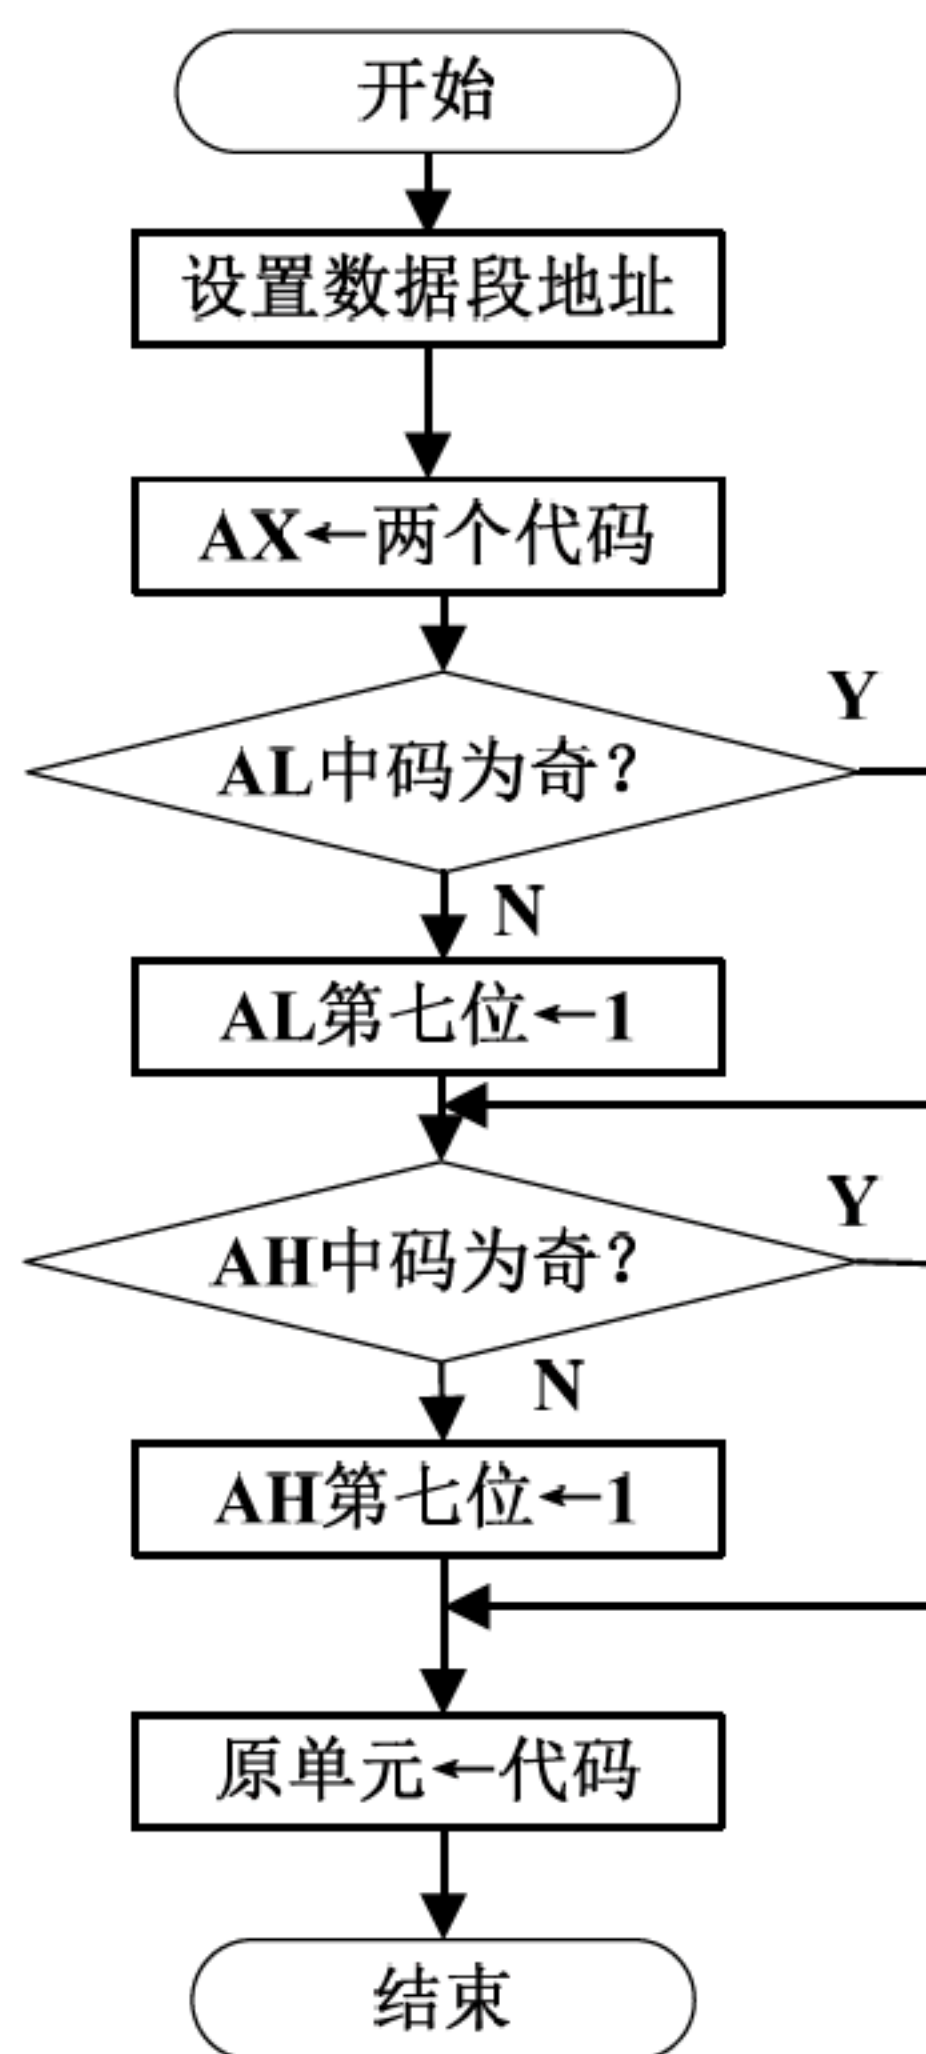 开始
设置数据段地址
AX←两个代码
Y
AL中码为奇？
N
AL第七位←1
Y
AH中码为奇？
N
AH第七位←1
原单元←代码
结束